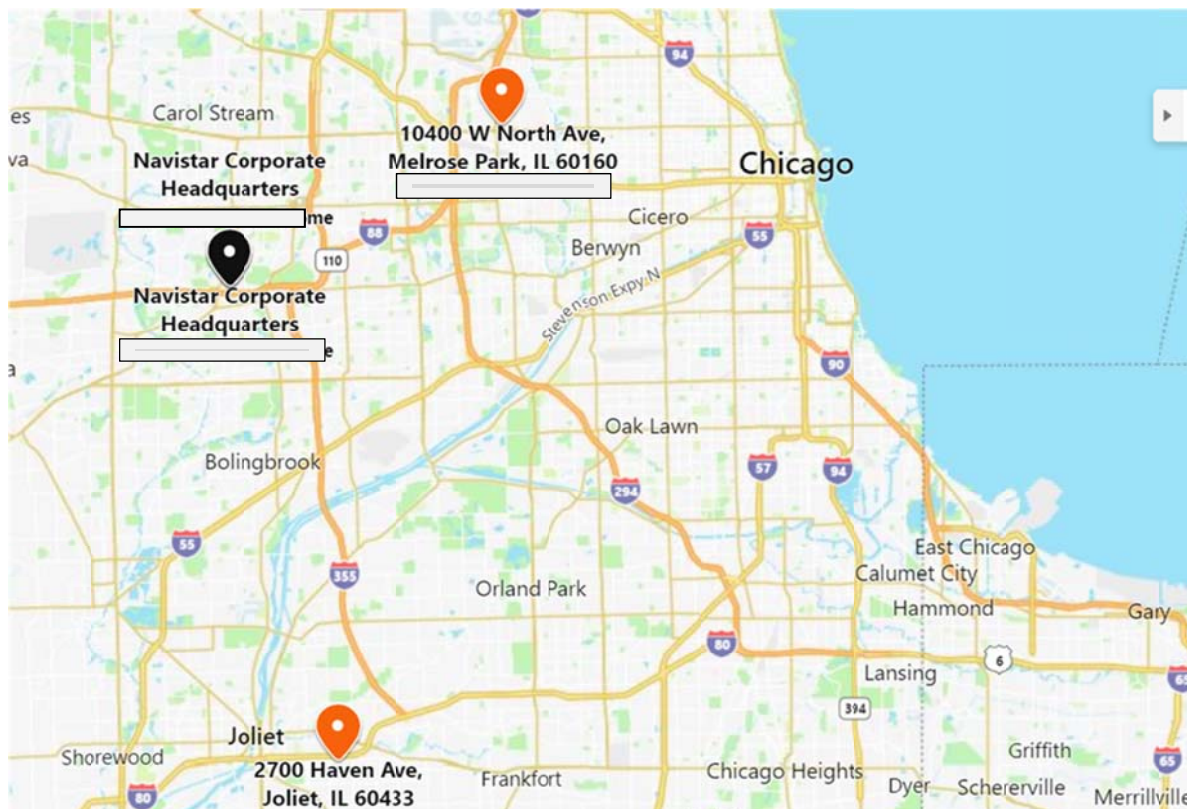 94
es
Carol Stream
10400 W North Ave,
Melrose Park, IL 60160
va
Navistar Corporate
Headquarters
Chicago
me
Cicero
88
55
Berwyn
110
Stevenson Expy N
Navistar Corporate
Headquarters
e
a
90
Oak Lawn
Bolingbrook
57
94
294
55
East Chicago
355
Calumet City
Orland Park
Hammond
Gary
80
6
Lansing
65
394
Joliet
Shorewood
Griffith
65
2700 Haven Ave,
Joliet, IL 60433
Frankfort
Chicago Heights
Dyer
Schererville
80
Merrillville